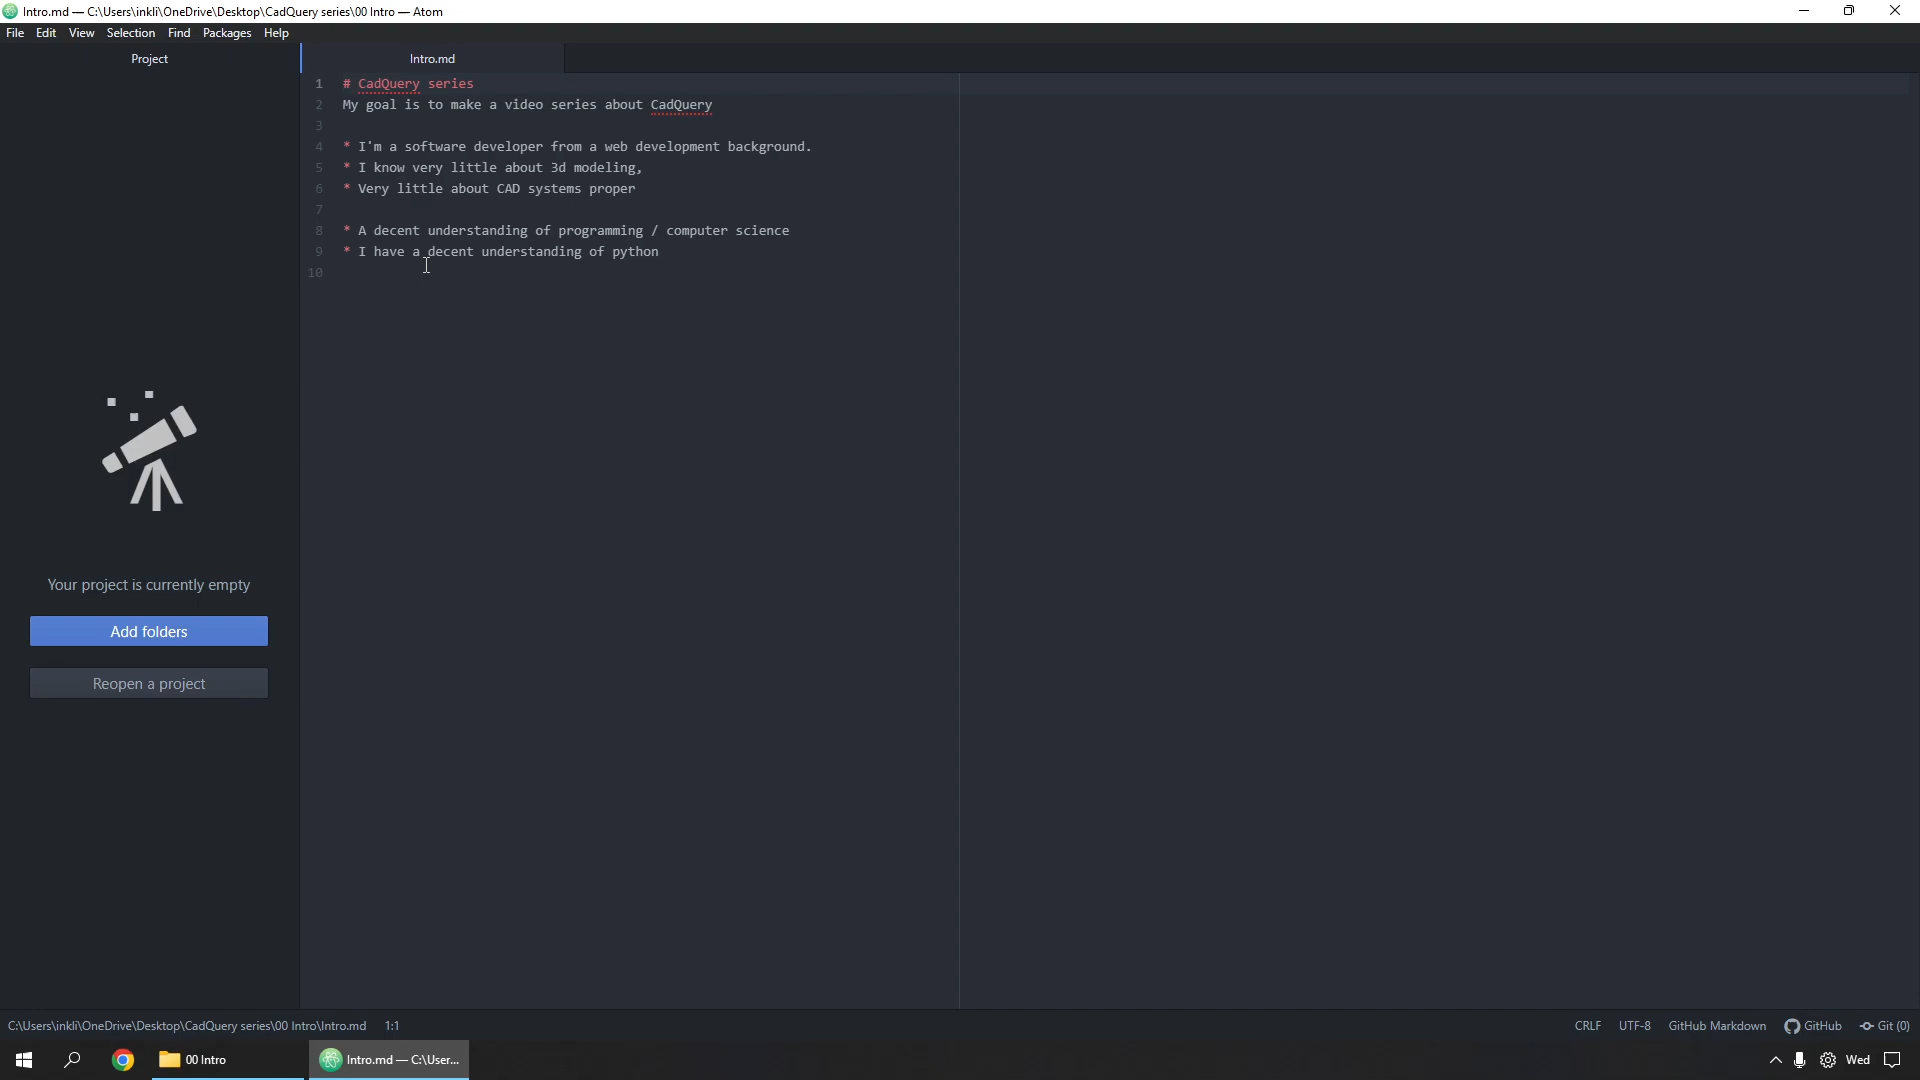 Intro.md — C:\Users\inkli\OneDrive\Desktop\CadQuery series\00 Intro — Atom
File Edit View Selection Find Packages Help
Project
Intro.md
1 # CadQuery series
2 My goal is to make a video series about CadQuery
3
4 * I'm a software developer from a web development background.
5 * I know very little about 3d modeling,
6 * Very little about CAD systems proper
7
8 * A decent understanding of programming / computer science
9 * I have a decent understanding of python
10
Your project is currently empty
Add folders
Reopen a project
C:\Users\inkli\OneDrive\Desktop\CadQuery series\00 Intro\Intro.md 1:1 CRLF UTF-8 GitHub Markdown GitHub Git (0)
00 Intro Intro.md — C:\User... Wed